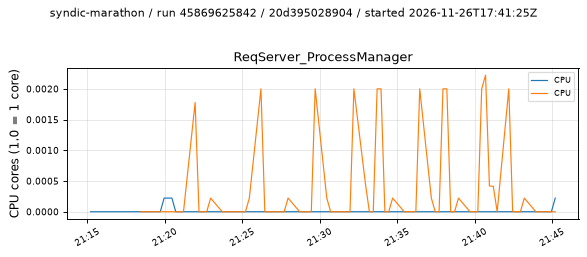 syndic-marathon / run 45869625842 / 20d395028904 / started 2026-11-26T17:41:25Z
ReqServer_ProcessManager
CPU cores (1.0 = 1 core)
0.0020
0.0015
0.0010
0.0005
0.0000
CPU
CPU
21:15
21:20
21:25
21:30
21:35
21:40
21:45